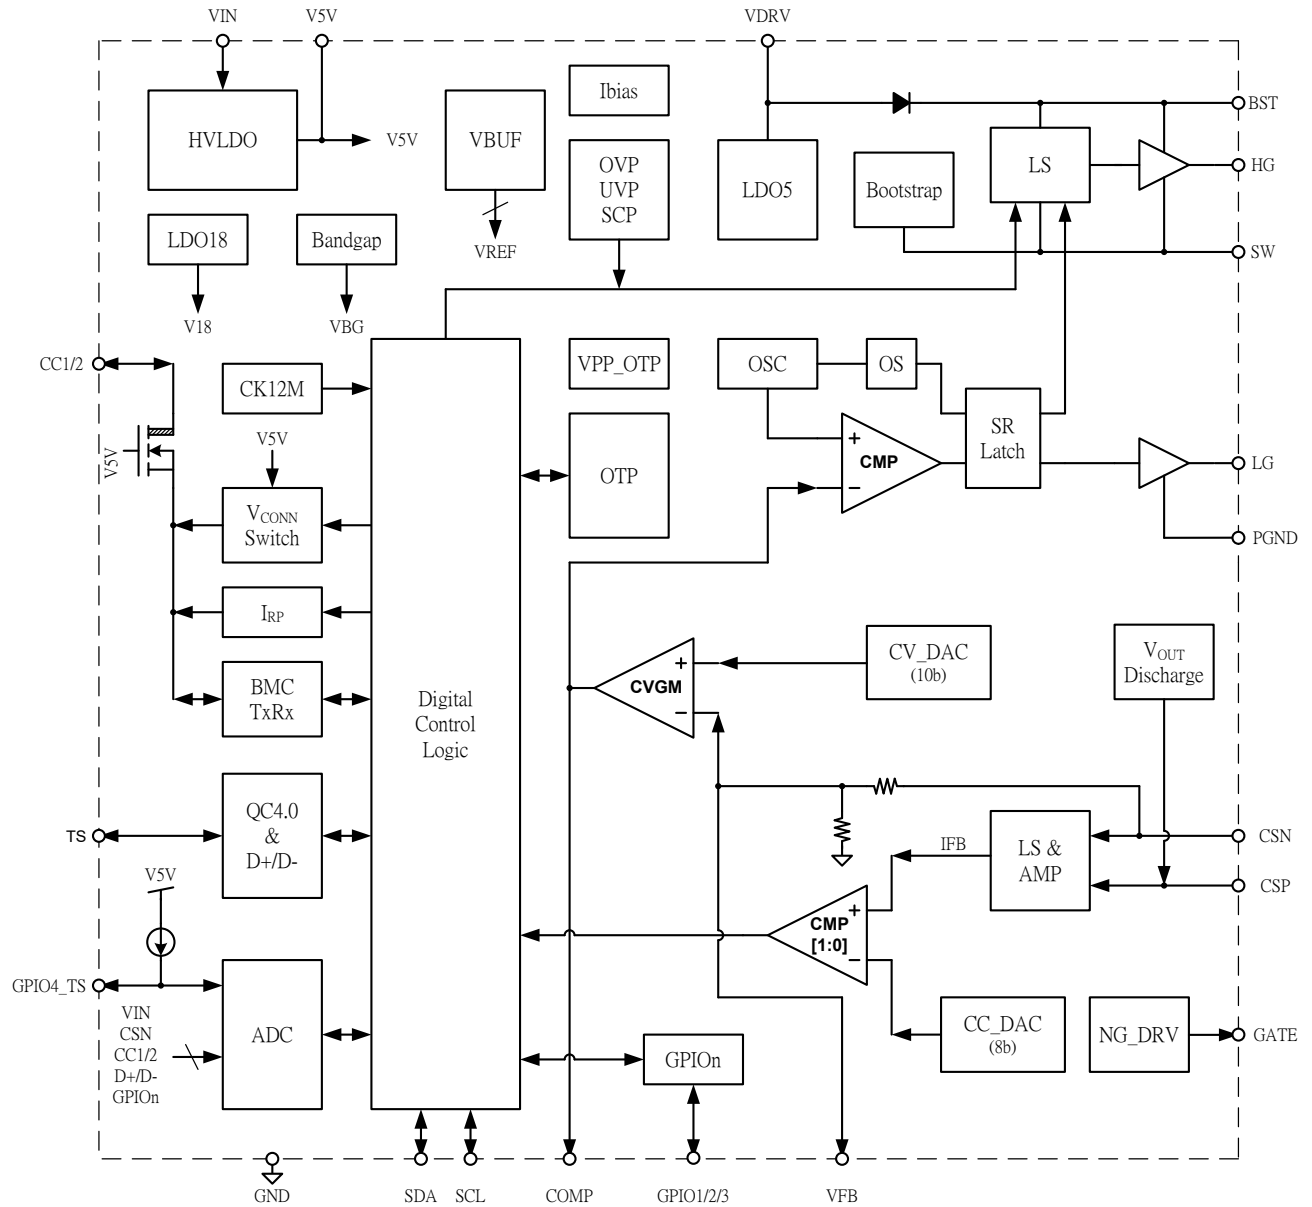 VIN
V5V
VDRV
HVLDO
V5V
VBUF
VREF
Ibias
OVP
UVP
SCP
LDO5
Bootstrap
LS
BST
HG
SW
LDO18
V18
Bandgap
VBG
CC1/2
CK12M
V5V
V5V
VCONN
Switch
IRP
BMC
TxRx
Digital
Control
Logic
VPP_OTP
OTP
OSC
OS
+
CMP
−
SR
Latch
LG
PGND
+
CVGM
−
CV_DAC
(10b)
VOUT
Discharge
TS
QC4.0
&
D+/D-
IFB
LS &
AMP
CSN
CSP
V5V
+
CMP
[1:0]
−
GPIO4_TS
VIN
CSN
CC1/2
D+/D-
GPIOn
ADC
GPIOn
CC_DAC
(8b)
NG_DRV
GATE
GND
SDA
SCL
COMP
GPIO1/2/3
VFB